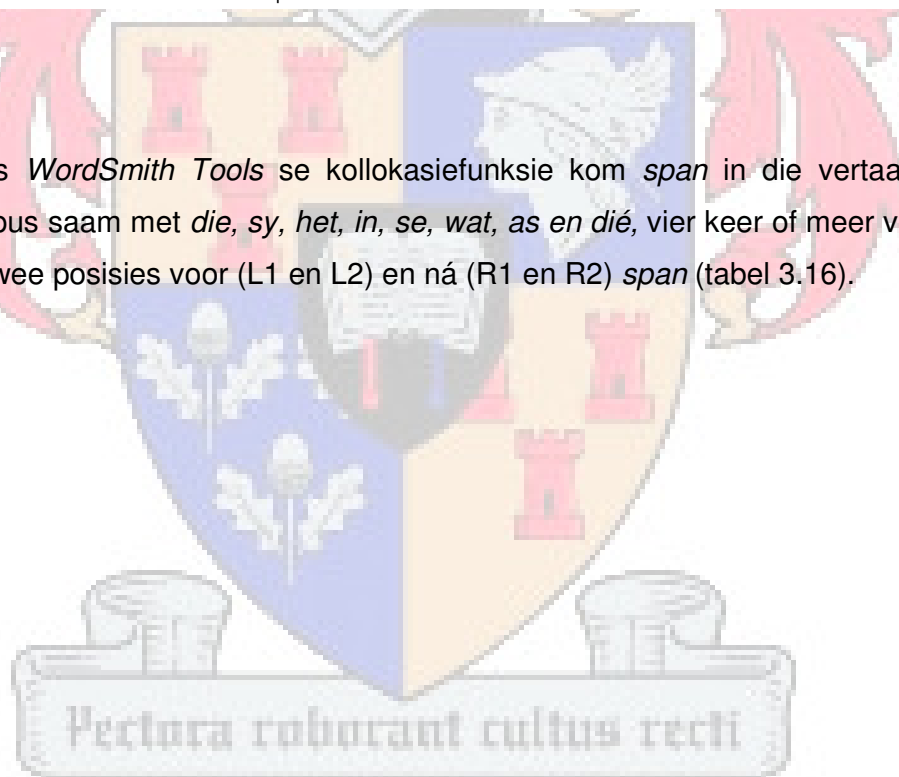 s WordSmith Tools se kollokasiefunksie kom span in die vertaa
ous saam met die, sy, het, in, se, wat, as en dié, vier keer of meer v
wee posisies voor (L1 en L2) en ná (R1 en R2) span (tabel 3.16).
Pectora roborant cultus recti